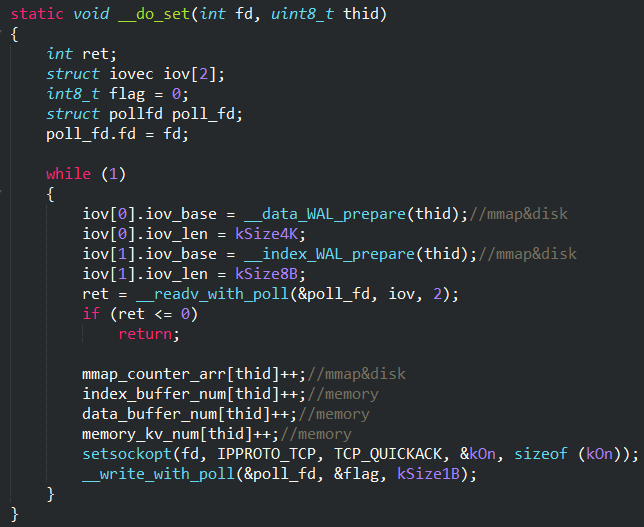 static void __do_set(int fd, uint8_t thid)
{
    int ret;
    struct iovec iov[2];
    int8_t flag = 0;
    struct pollfd poll_fd;
    poll_fd.fd = fd;

    while (1)
    {
        iov[0].iov_base = __data_WAL_prepare(thid);//mmap&disk
        iov[0].iov_len = kSize4K;
        iov[1].iov_base = __index_WAL_prepare(thid);//mmap&disk
        iov[1].iov_len = kSize8B;
        ret = __readv_with_poll(&poll_fd, iov, 2);
        if (ret <= 0)
            return;

        mmap_counter_arr[thid]++;//mmap&disk
        index_buffer_num[thid]++;//memory
        data_buffer_num[thid]++;//memory
        memory_kv_num[thid]++;//memory
        setsockopt(fd, IPPROTO_TCP, TCP_QUICKACK, &kOn, sizeof (kOn));
        __write_with_poll(&poll_fd, &flag, kSize1B);
    }
}